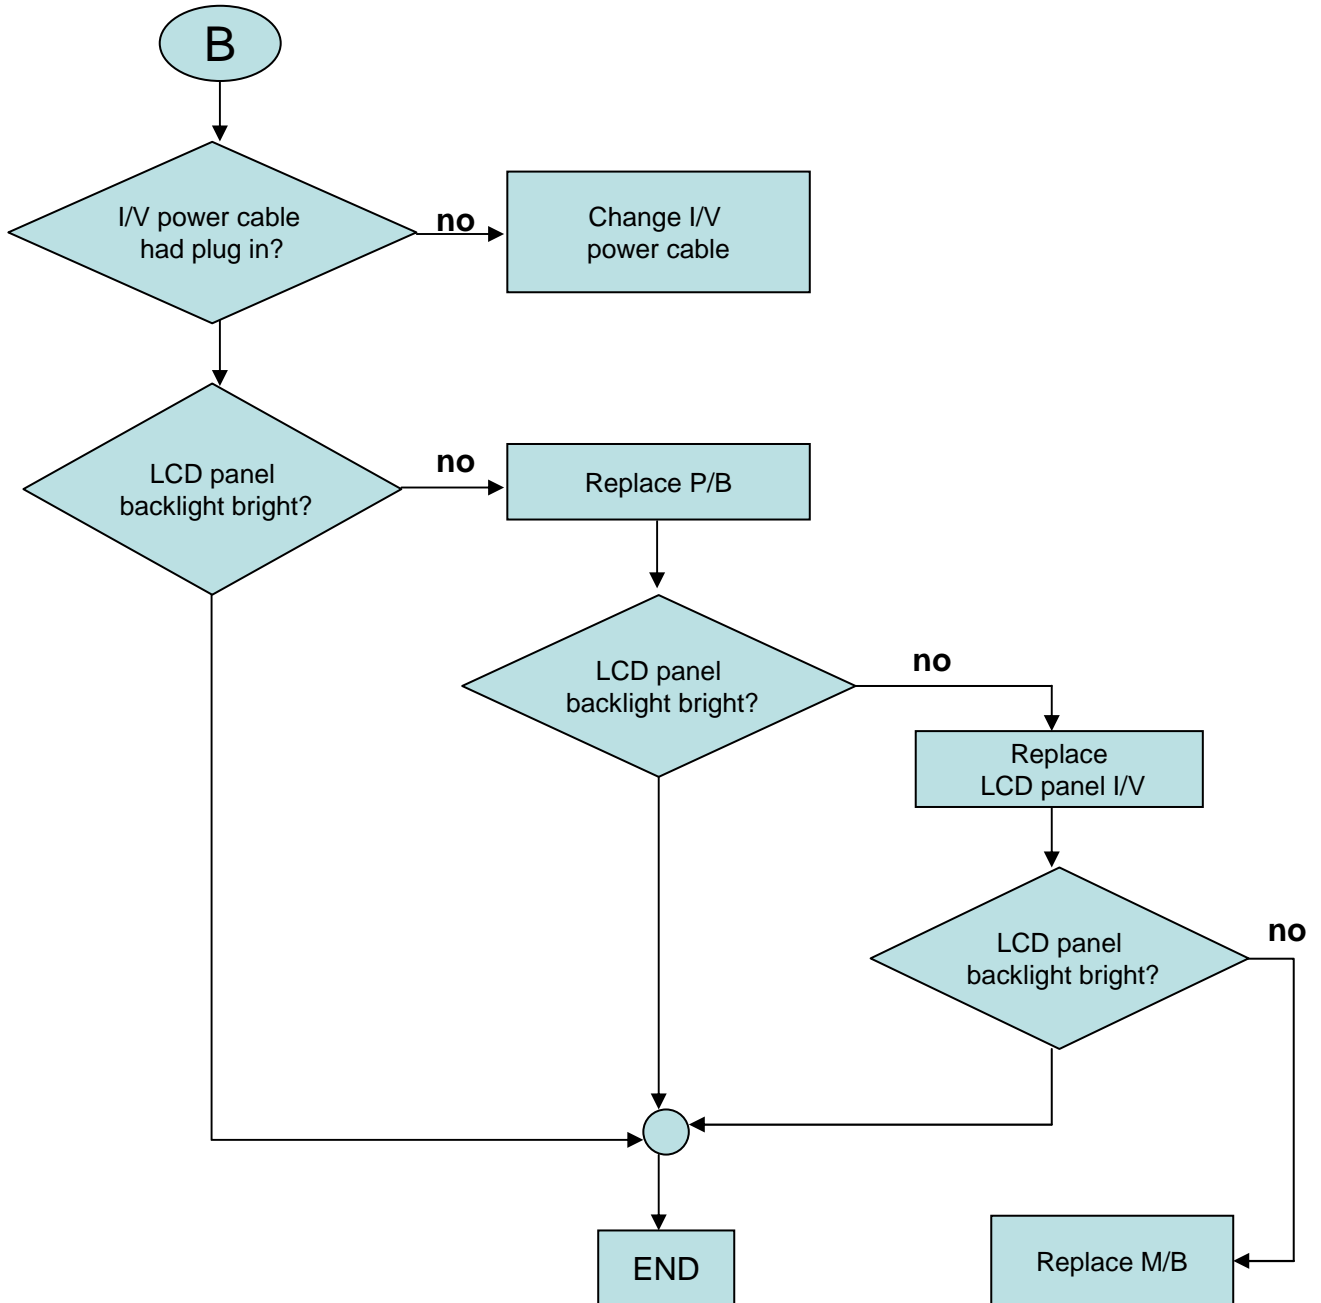 B
I/V power cable
had plug in?
no
Change I/V
power cable
LCD panel
backlight bright?
no
Replace P/B
LCD panel
backlight bright?
no
Replace
LCD panel I/V
LCD panel
backlight bright?
no
END
Replace M/B